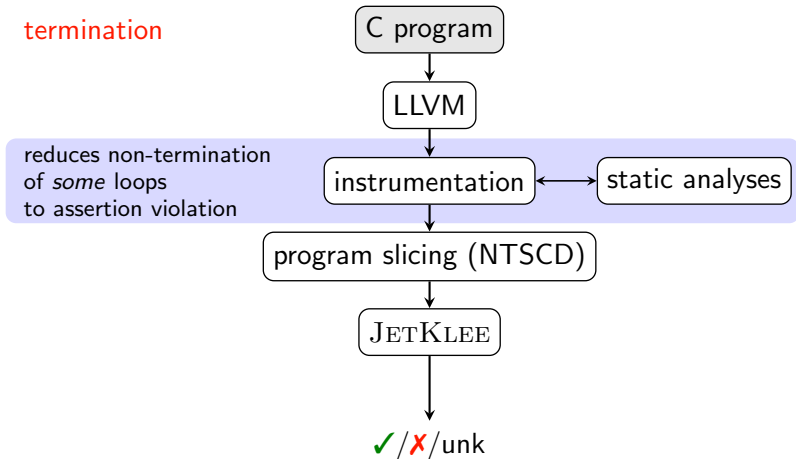 termination
C program
LLVM
reduces non-termination
of some loops
to assertion violation
instrumentation
static analyses
program slicing (NTSCD)
JETKLEE
✓/✗/unk